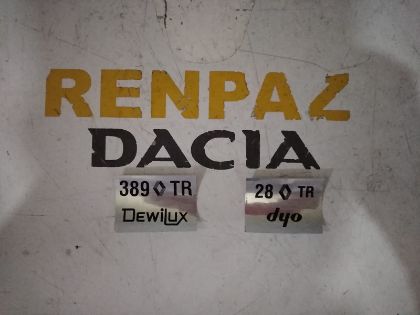 RENPAZ
DACIA
389 TR
DEWiLUX
28 TR
dyo